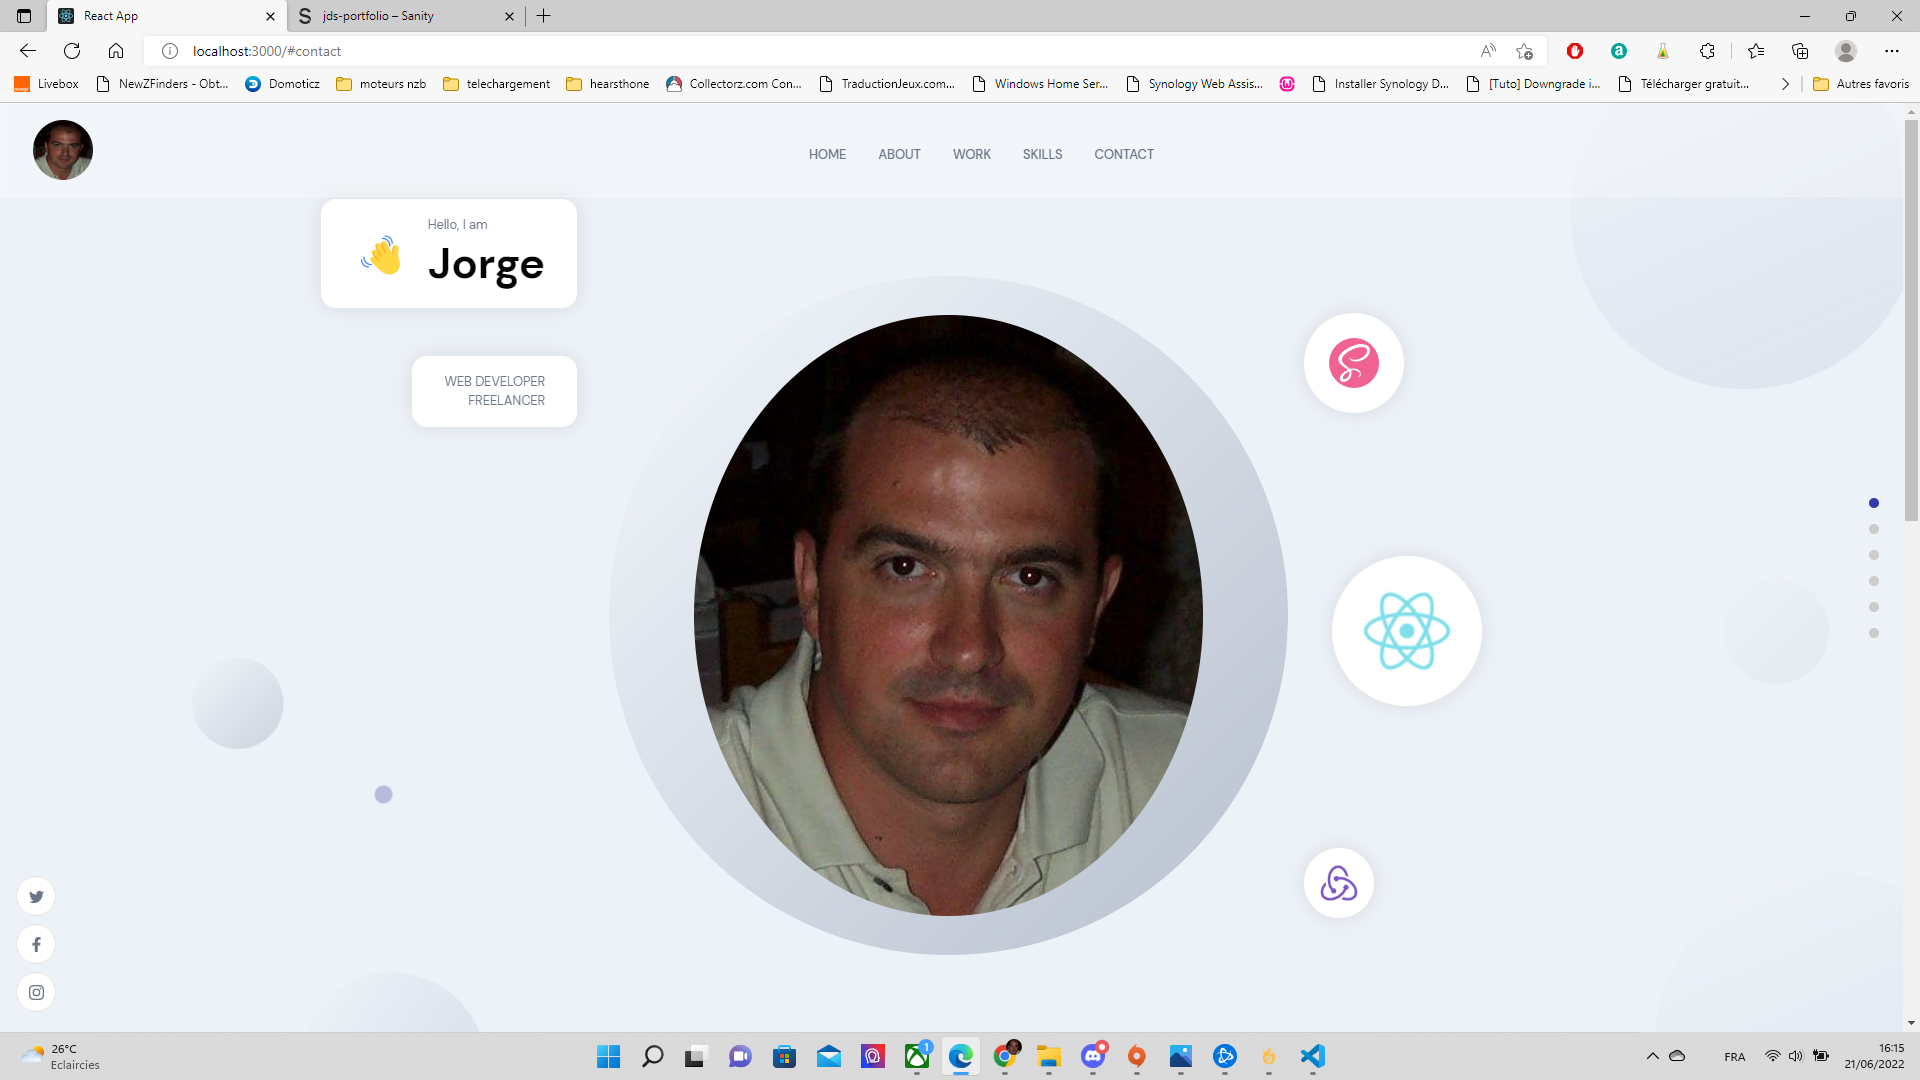 React App
jds-portfolio – Sanity
localhost:3000/#contact
Livebox
NewZFinders - Obt...
Domoticz
moteurs nzb
telechargement
hearsthone
Collectorz.com Con...
TraductionJeux.com...
Windows Home Ser...
Synology Web Assis...
Installer Synology D...
[Tuto] Downgrade i...
Télécharger gratuit...
Autres favoris
HOME
ABOUT
WORK
SKILLS
CONTACT
Hello, I am
Jorge
WEB DEVELOPER
FREELANCER
26°C
Eclaircies
1
FRA
16:15
21/06/2022